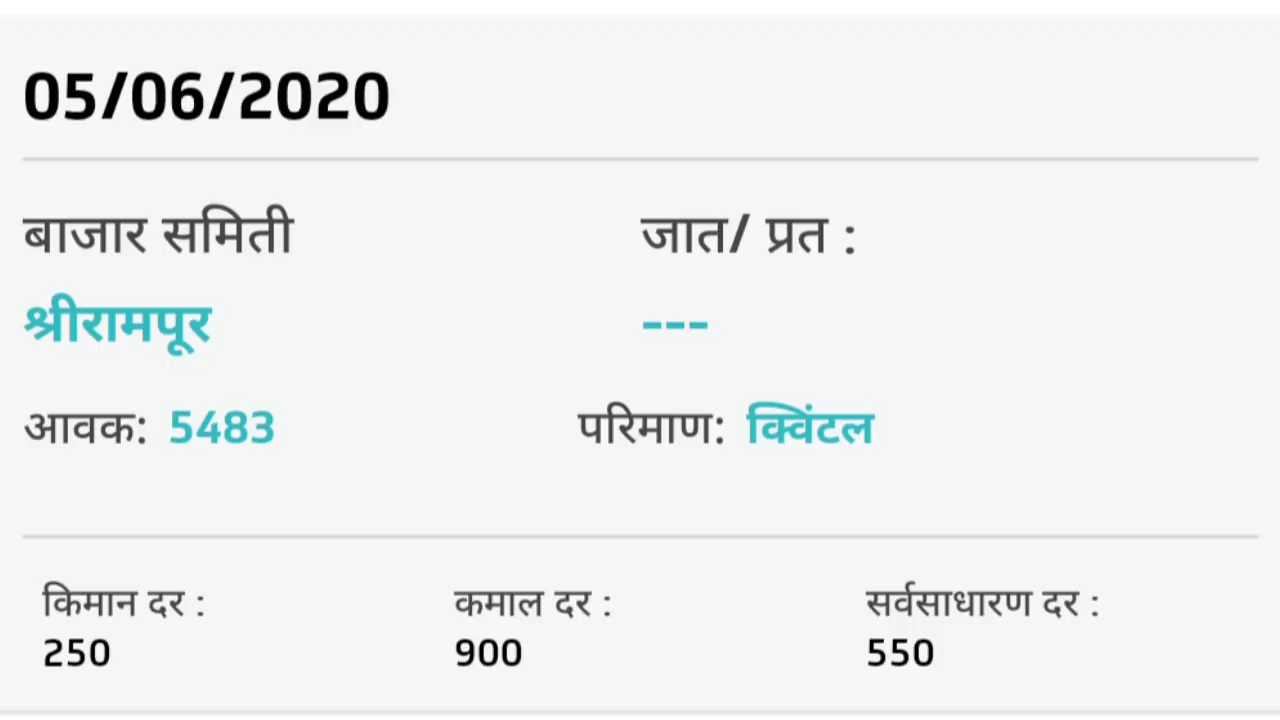 05/06/2020
बाजार समिती जात/ प्रत :
श्रीरामपूर ---
आवक: 5483 परिमाण: क्विंटल
किमान दर : कमाल दर : सर्वसाधारण दर :
250 900 550